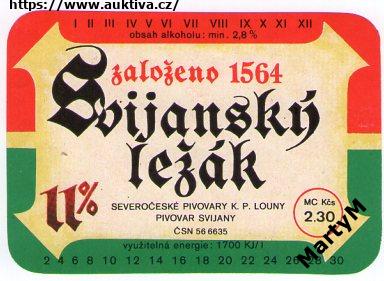 https://www.auktiva.cz/
I II III IV V VI VII VIII IX X XI XII
obsah alkoholu: min. 2,8%
založeno 1564
Svijanský
ležák
11%
SEVEROČESKÉ PIVOVARY K. P. LOUNY
PIVOVAR SVIJANY
ČSN 56 6635
MC Kčs
2.30
využitelná energie: 1700 KJ/l
2 4 6 8 10 12 14 16 18 20 22 24 26 28 30
MartyM